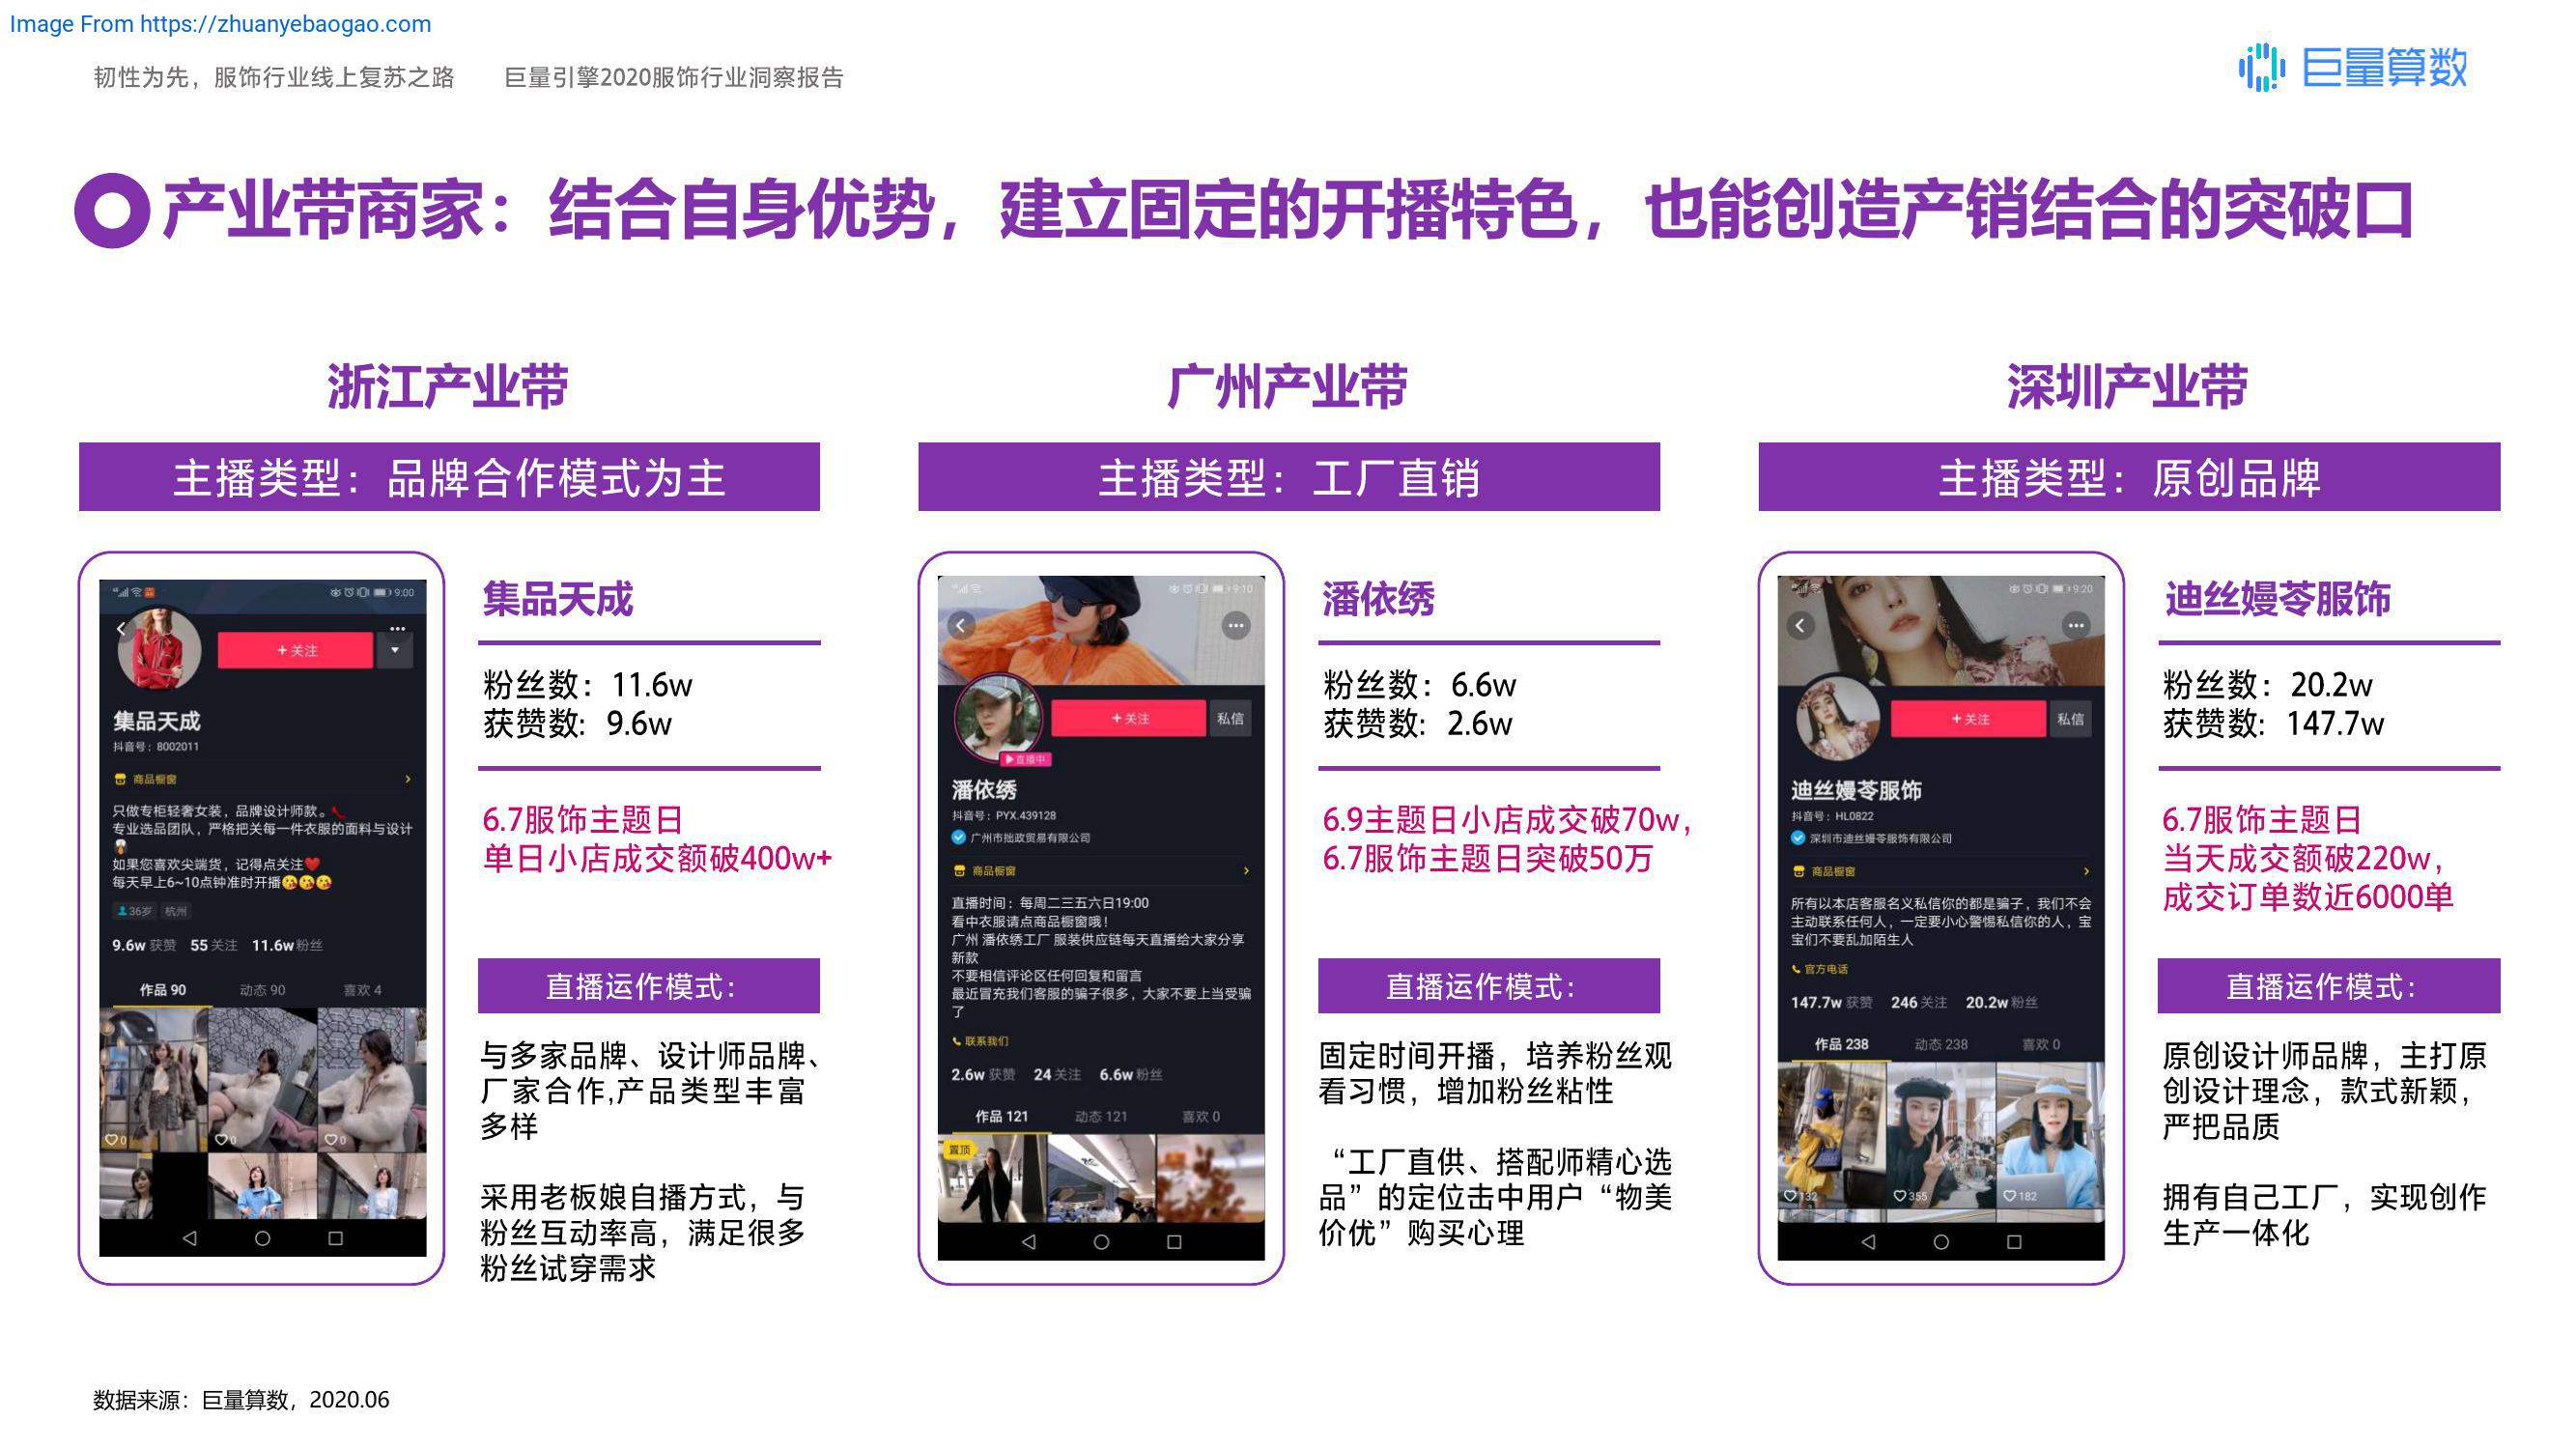 Image From https://zhuanyebaogao.com
韧性为先，服饰行业线上复苏之路 巨量引擎2020服饰行业洞察报告
巨量算数
产业带商家：结合自身优势，建立固定的开播特色，也能创造产销结合的突破口
浙江产业带
主播类型：品牌合作模式为主
9:00
+关注
集品天成
抖音号：8002011
商品橱窗
只做专柜轻奢女装，品牌设计师款。
专业选品团队，严格把关每一件衣服的面料与设计
如果您喜欢尖端货，记得点关注❤️
每天早上6~10点钟准时开播😘😘😘
36岁 杭州
9.6w 获赞 55 关注 11.6w 粉丝
作品 90 动态 90 喜欢 4
0 0 0
集品天成
粉丝数：11.6w
获赞数：9.6w
6.7服饰主题日
单日小店成交额破400w+
直播运作模式：
与多家品牌、设计师品牌、
厂家合作,产品类型丰富
多样
采用老板娘自播方式，与
粉丝互动率高，满足很多
粉丝试穿需求
广州产业带
主播类型：工厂直销
9:10
+关注 私信
直播中
潘依绣
抖音号：PYX.439128
广州市拙政贸易有限公司
商品橱窗
直播时间：每周二三五六日19:00
看中衣服请点商品橱窗哦！
广州 潘依绣工厂 服装供应链每天直播给大家分享
新款
不要相信评论区任何回复和留言
最近冒充我们客服的骗子很多，大家不要上当受骗
了
联系我们
2.6w 获赞 24 关注 6.6w 粉丝
作品 121 动态 121 喜欢 0
置顶
潘依绣
粉丝数：6.6w
获赞数：2.6w
6.9主题日小店成交破70w，
6.7服饰主题日突破50万
直播运作模式：
固定时间开播，培养粉丝观
看习惯，增加粉丝粘性
“工厂直供、搭配师精心选
品”的定位击中用户“物美
价优”购买心理
深圳产业带
主播类型：原创品牌
9:20
+关注 私信
迪丝嫚苓服饰
抖音号：HL0822
深圳市迪丝嫚苓服饰有限公司
商品橱窗
所有以本店客服名义私信你的都是骗子，我们不会
主动联系任何人，一定要小心警惕私信你的人，宝
宝们不要乱加陌生人
官方电话
147.7w 获赞 246 关注 20.2w 粉丝
作品 238 动态 238 喜欢 0
132 355 182
迪丝嫚苓服饰
粉丝数：20.2w
获赞数：147.7w
6.7服饰主题日
当天成交额破220w，
成交订单数近6000单
直播运作模式：
原创设计师品牌，主打原
创设计理念，款式新颖，
严把品质
拥有自己工厂，实现创作
生产一体化
数据来源：巨量算数，2020.06